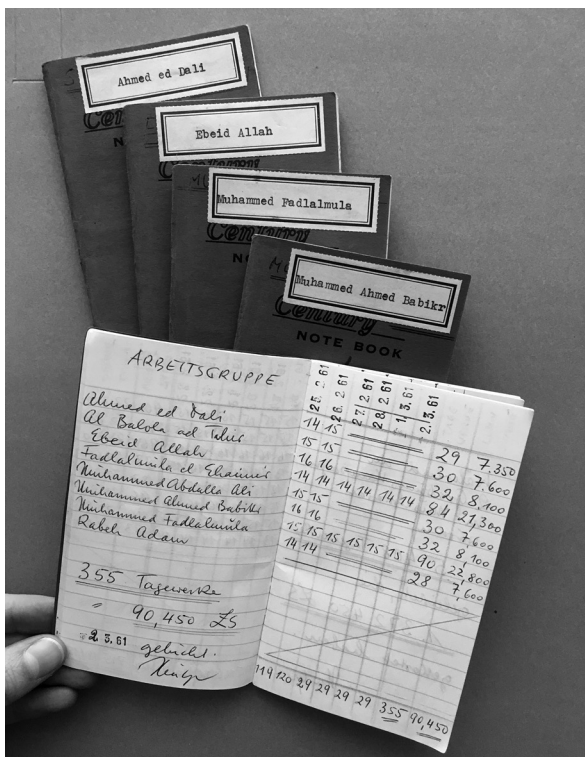 Ahmed ed Dali
Century
Ebeid Allah
Century
Muhammed Fadlalmula
Century
Muhammed Ahmed Babikr
Century
NOTE BOOK
ARBEITSGRUPPE
Ahmed ed Dali
Al Balola ad Tahir
Ebeid Allah
Fadlalmula el
Muhammed Abdalla Ali
Muhammed Ahmed Babikr
Muhammed Fadlalmula
Rabeh Adam
355 Tagewerke
" 90,450 £S
2. 3. 61 gebucht.
25. 2. 61 26. 2. 61 27. 2. 61 28. 2. 61 1. 3. 61 2. 3. 61
14 15 29 7.350
15 15 30 7.600
16 16 32 8.100
14 14 14 14 14 14 84 21,300
15 15 30 7,600
16 16 32 8,100
15 15 15 15 15 15 90 22,800
14 14 28 7,600
119 120 29 29 29 29 355 90,450